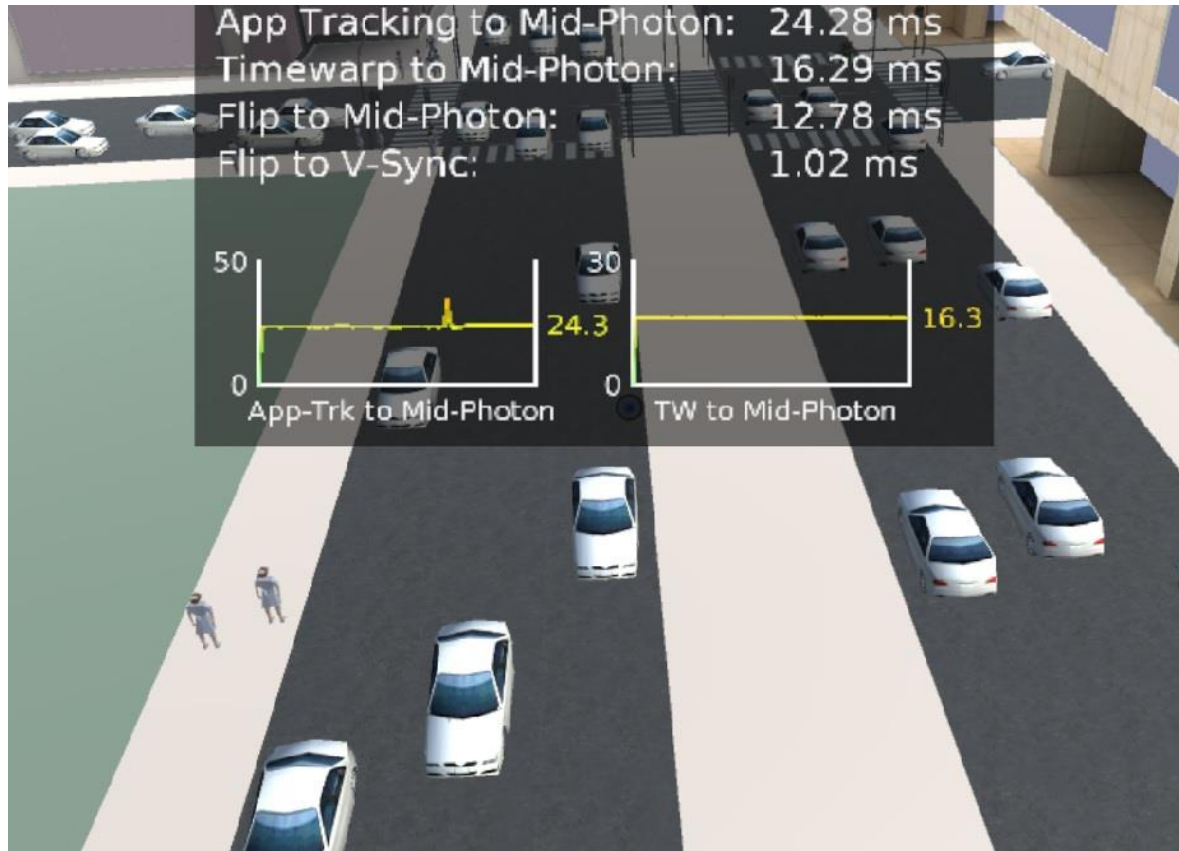 App Tracking to Mid-Photon: 24.28 ms
Timewarp to Mid-Photon: 16.29 ms
Flip to Mid-Photon: 12.78 ms
Flip to V-Sync: 1.02 ms
50
30
24.3
16.3
0
0
App-Trk to Mid-Photon
TW to Mid-Photon